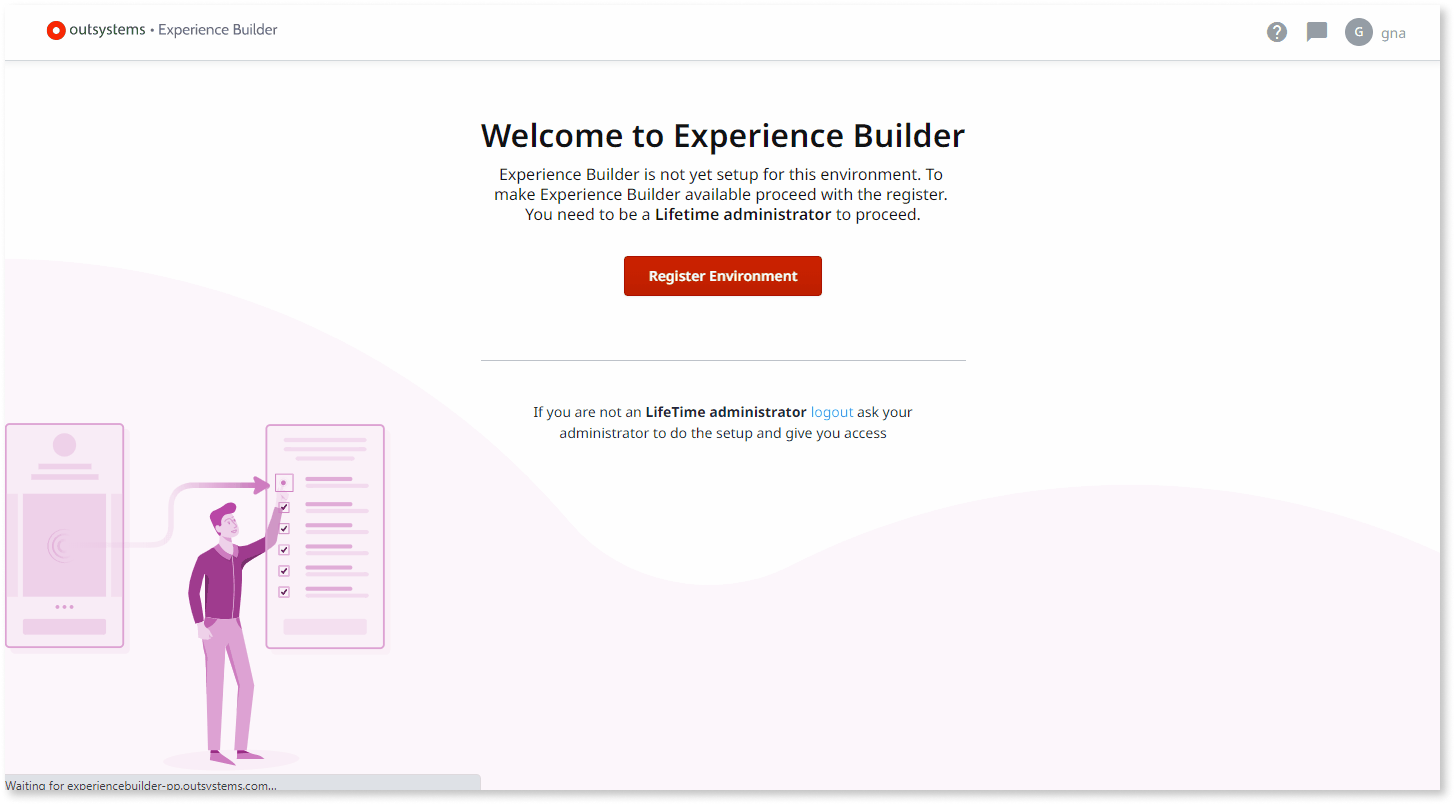 outsystems • Experience Builder
? G gna
Welcome to Experience Builder
Experience Builder is not yet setup for this environment. To
make Experience Builder available proceed with the register.
You need to be a Lifetime administrator to proceed.
Register Environment
If you are not an LifeTime administrator logout ask your
administrator to do the setup and give you access
Waiting for experiencebuilder-pp.outsystems.com...